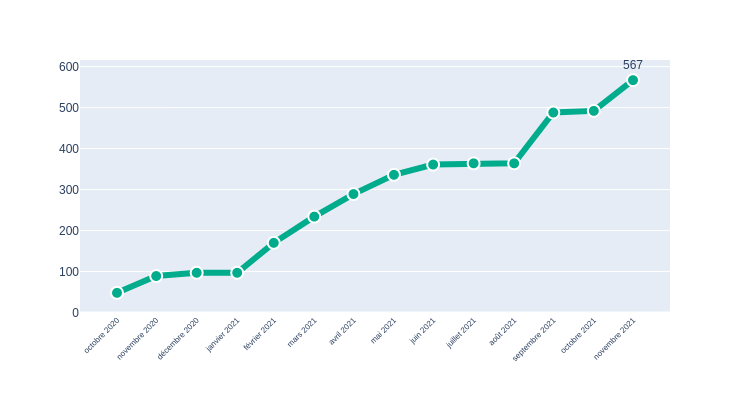 567
600
500
400
300
200
100
0
octobre 2020
novembre 2020
décembre 2020
janvier 2021
février 2021
mars 2021
avril 2021
mai 2021
juin 2021
juillet 2021
août 2021
septembre 2021
octobre 2021
novembre 2021